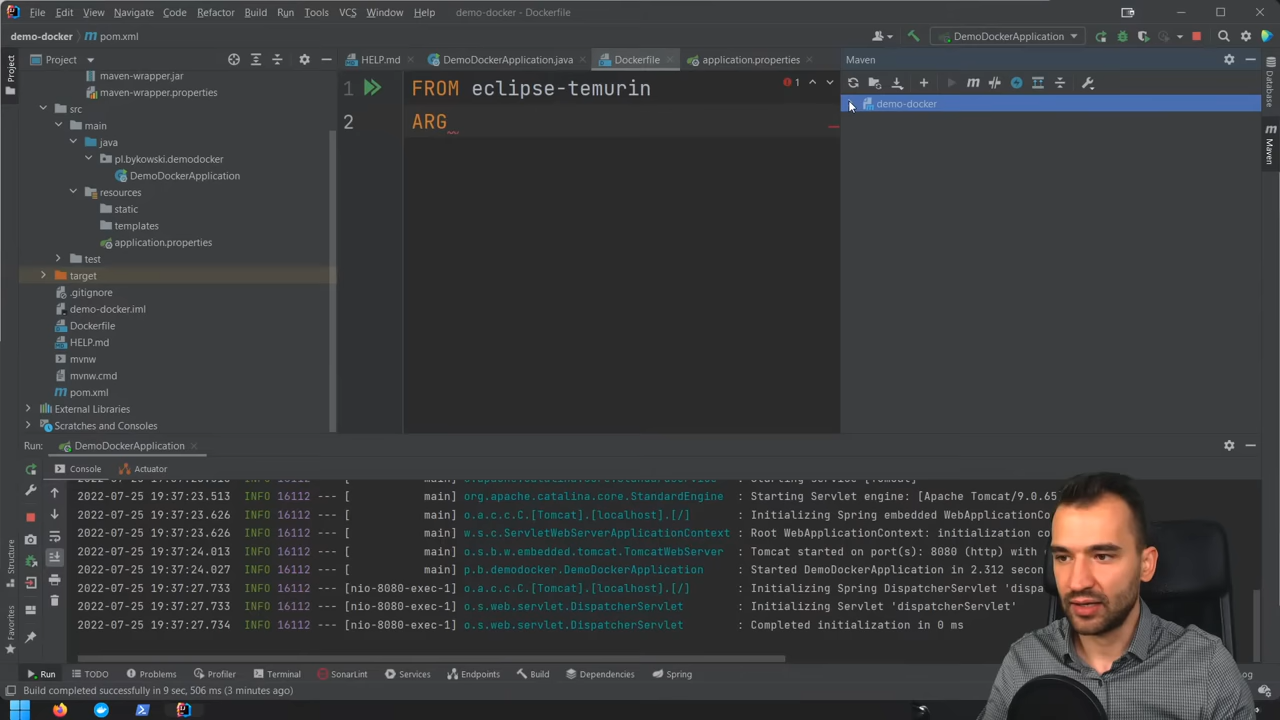 File Edit View Navigate Code Refactor Build Run Tools VCS Window Help demo-docker - Dockerfile
demo-docker pom.xml DemoDockerApplication
Project Project HELP.md DemoDockerApplication.java Dockerfile application.properties Maven
maven-wrapper.jar
maven-wrapper.properties
src
main
java
pl.bykowski.demodocker
DemoDockerApplication
resources
static
templates
application.properties
test
target
.gitignore
demo-docker.iml
Dockerfile
HELP.md
mvnw
mvnw.cmd
pom.xml
External Libraries
Scratches and Consoles
1 FROM eclipse-temurin
2 ARG
1
demo-docker
Database
Maven
Run: DemoDockerApplication
Console Actuator
2022-07-25 19:37:23.513 INFO 16112 --- [ main] org.apache.catalina.core.StandardEngine : Starting Servlet engine: [Apache Tomcat/9.0.65
2022-07-25 19:37:23.626 INFO 16112 --- [ main] o.a.c.c.C.[Tomcat].[localhost].[/] : Initializing Spring embedded WebApplicationCo
2022-07-25 19:37:23.626 INFO 16112 --- [ main] w.s.c.ServletWebServerApplicationContext : Root WebApplicationContext: initialization co
2022-07-25 19:37:24.013 INFO 16112 --- [ main] o.s.b.w.embedded.tomcat.TomcatWebServer : Tomcat started on port(s): 8080 (http) with
2022-07-25 19:37:24.027 INFO 16112 --- [ main] p.b.demodocker.DemoDockerApplication : Started DemoDockerApplication in 2.312 secon
2022-07-25 19:37:27.733 INFO 16112 --- [nio-8080-exec-1] o.a.c.c.C.[Tomcat].[localhost].[/] : Initializing Spring DispatcherServlet 'disp
2022-07-25 19:37:27.733 INFO 16112 --- [nio-8080-exec-1] o.s.web.servlet.DispatcherServlet : Initializing Servlet 'dispatcherServlet'
2022-07-25 19:37:27.734 INFO 16112 --- [nio-8080-exec-1] o.s.web.servlet.DispatcherServlet : Completed initialization in 0 ms
Structure
Favorites
Run TODO Problems Profiler Terminal SonarLint Services Endpoints Build Dependencies Spring
Build completed successfully in 9 sec, 506 ms (3 minutes ago)